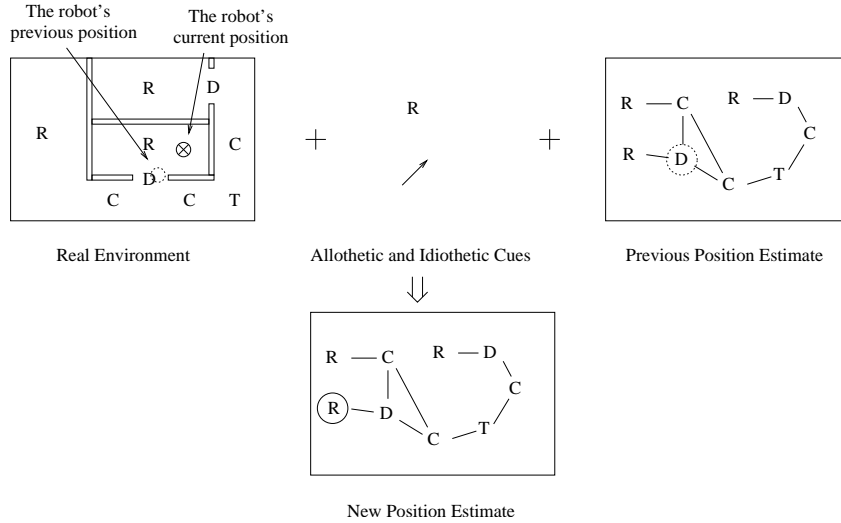 The robot's
previous position
The robot's
current position
R
D
R
R
C
D
C
C
T
+
R
+
R
C
R
D
C
R
D
C
T
Real Environment
Allothetic and Idiothetic Cues
Previous Position Estimate
R
C
R
D
C
R
D
C
T
New Position Estimate